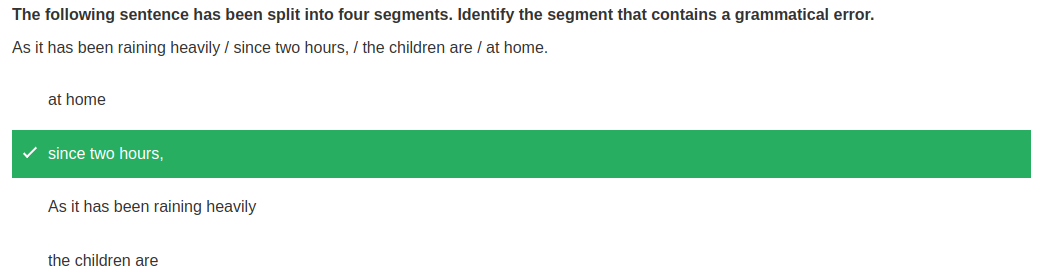 The following sentence has been split into four segments. Identify the segment that contains a grammatical error.
As it has been raining heavily / since two hours, / the children are / at home.
at home
since two hours,
As it has been raining heavily
the children are